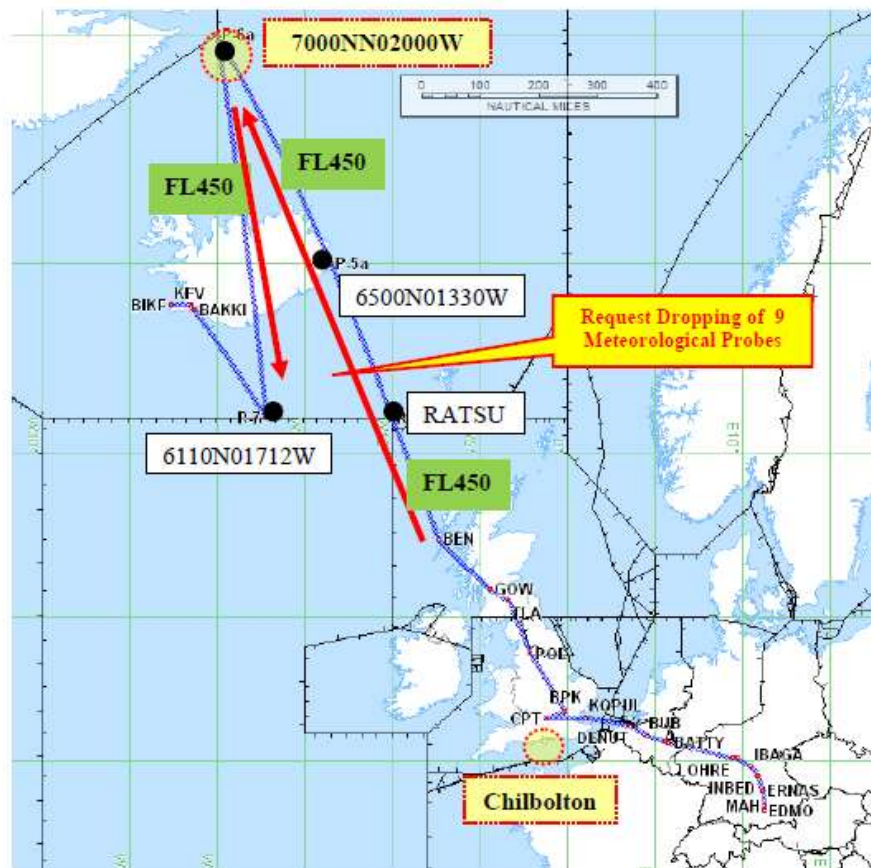 P-6a
7000NN02000W
0 100 200 300 400
NAUTICAL MILES
FL450
FL450
P-5a
6500N01330W
BIKF
KFV
BAKKI
Request Dropping of 9
Meteorological Probes
RATSU
6110N01712W
FL450
BEN
GOW
TLA
POL
BPK
CPT
KOPUL
BUB
DENUT
BATTY
LOHRE
IBAGA
INBED
ERNAS
MAH
EDMO
Chilbolton
E10°